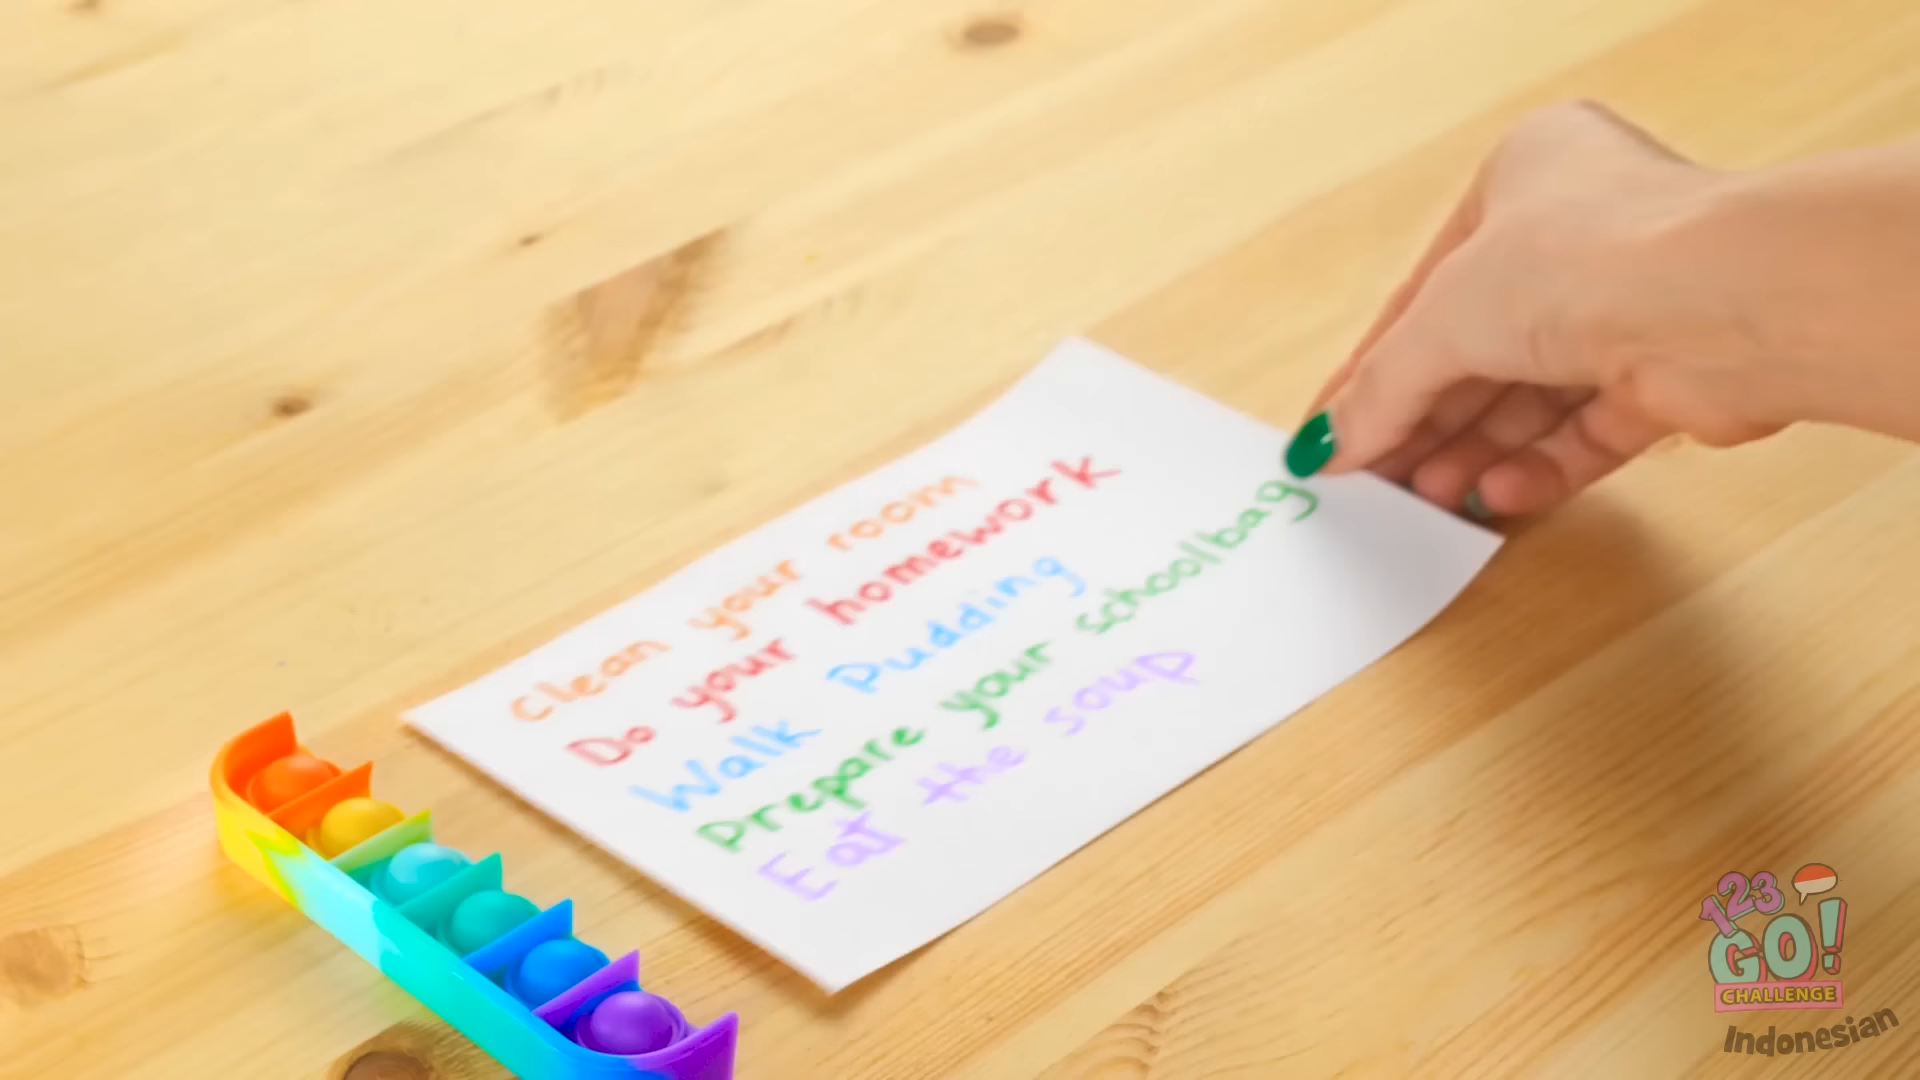 Clean your room
Do your homework
Walk Pudding
Prepare your schoolbag
Eat the soup
123
GO!
CHALLENGE
Indonesian